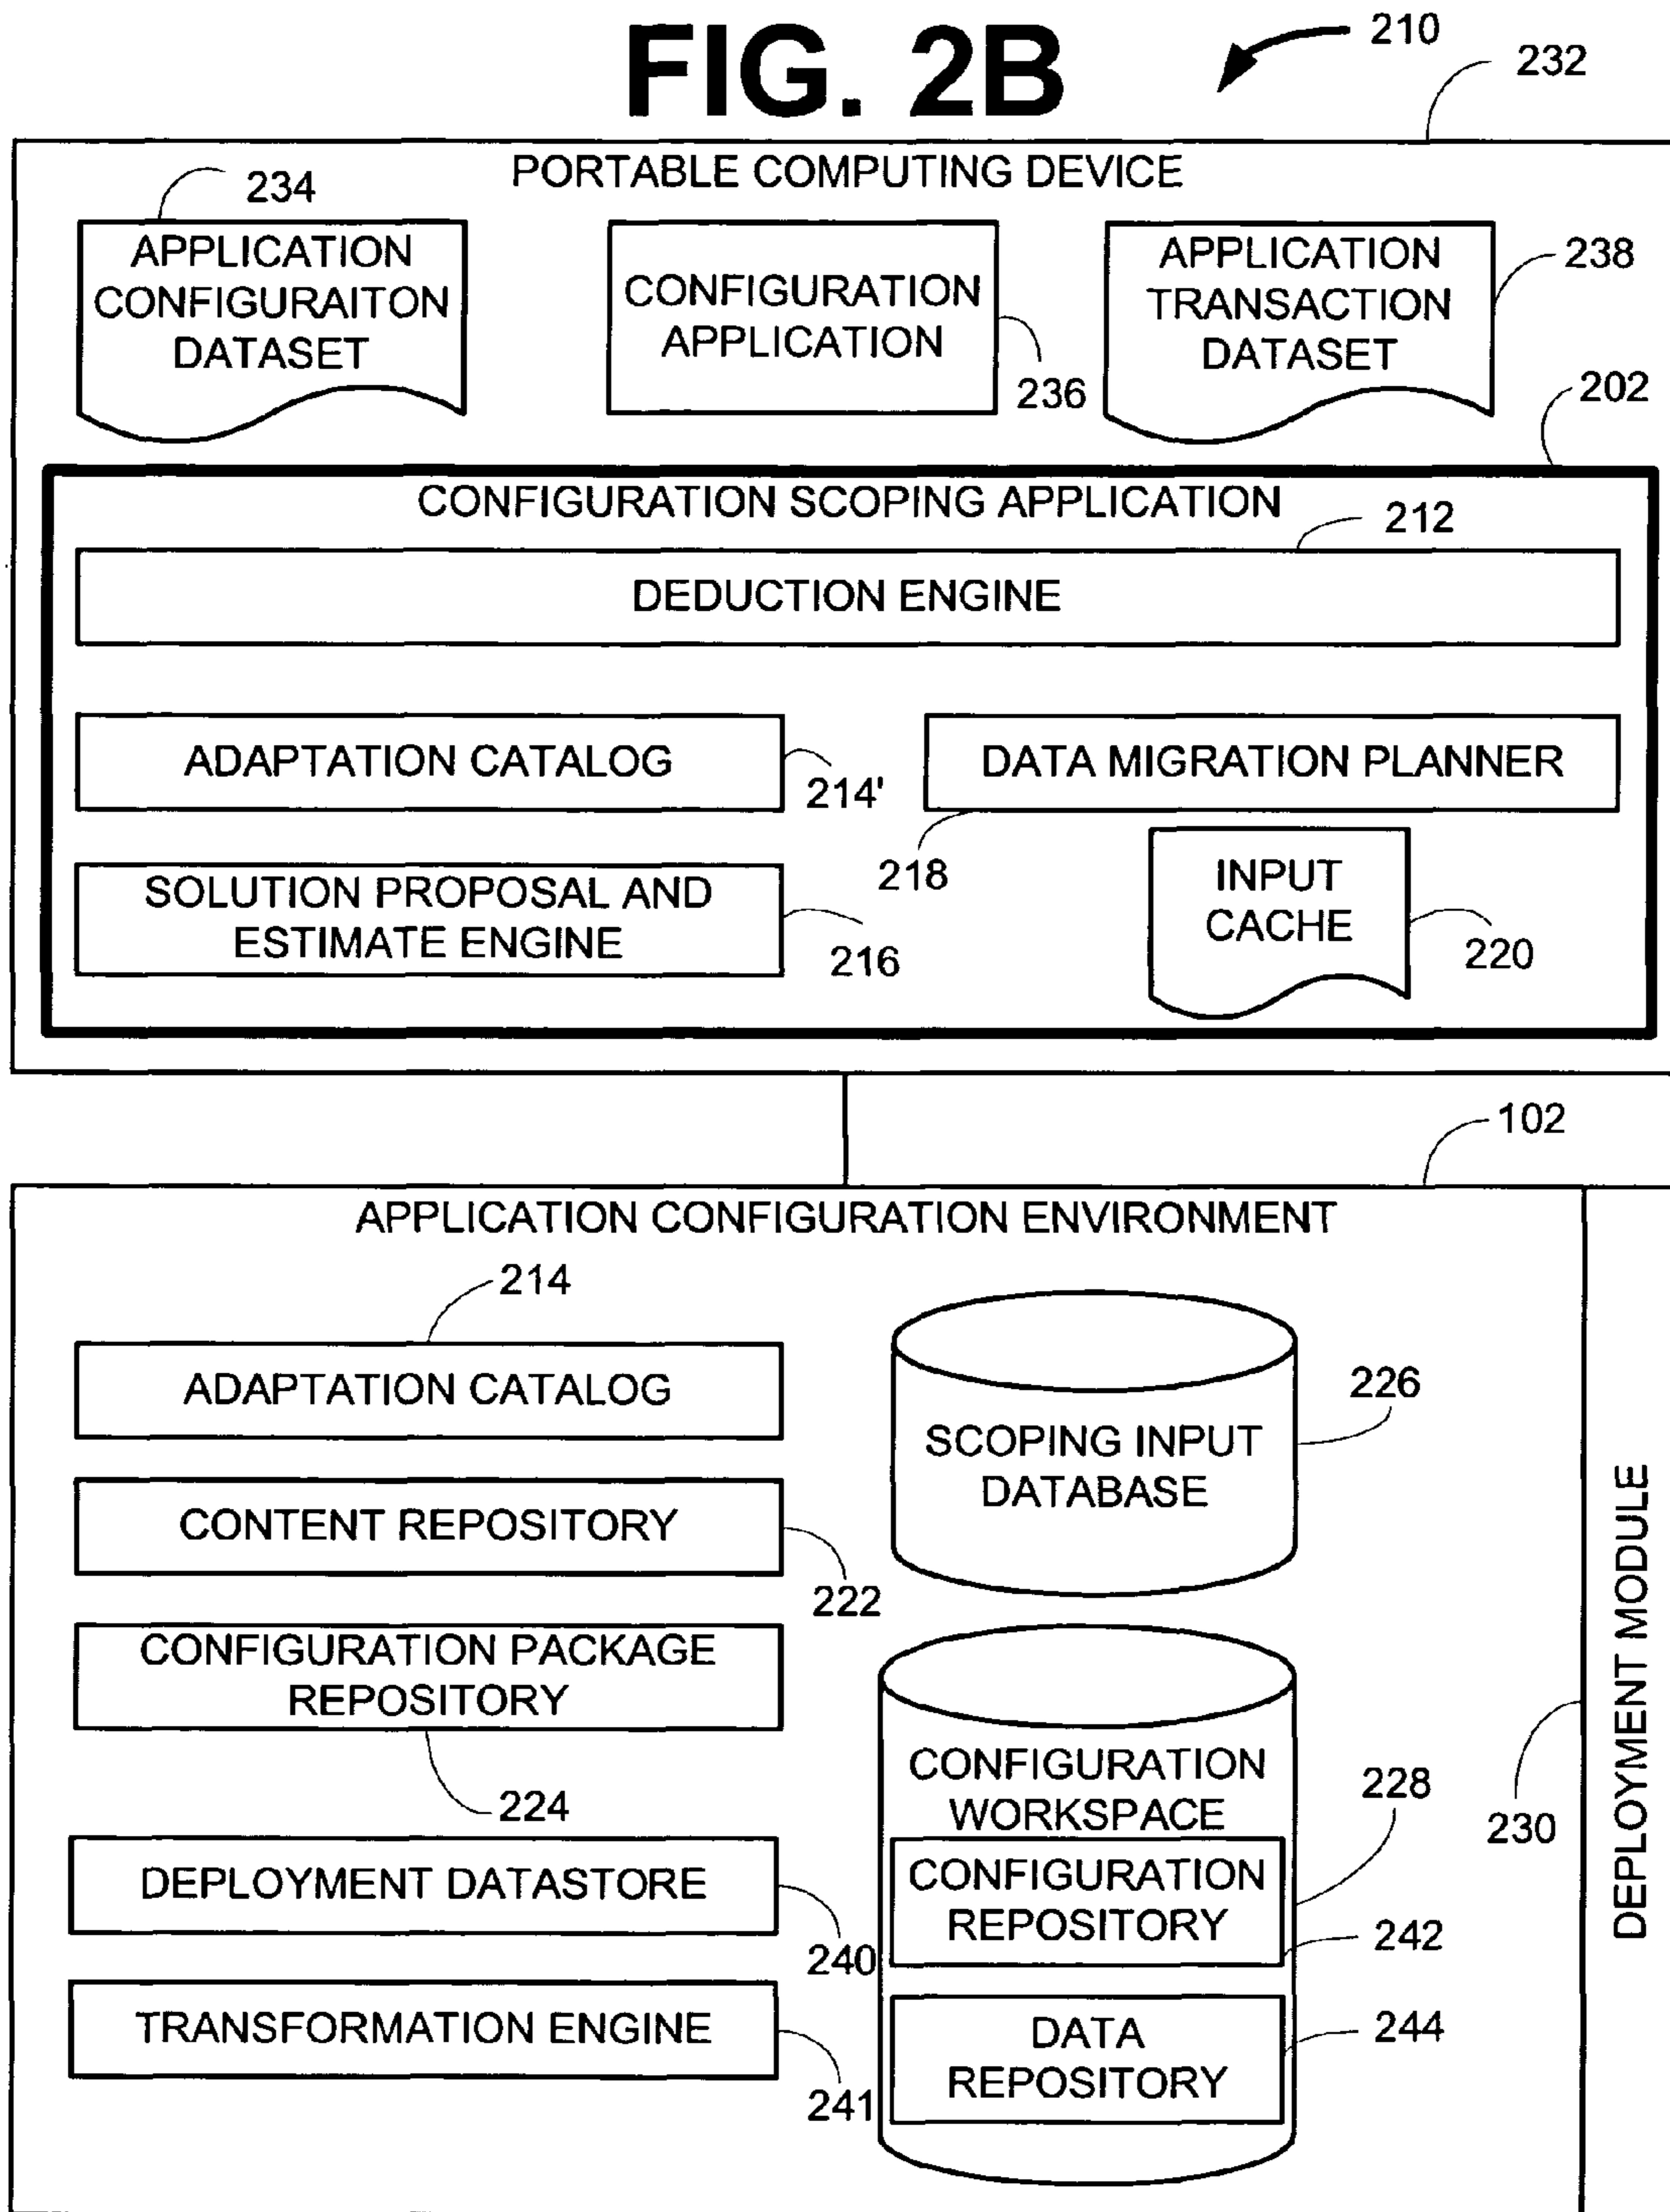 FIG. 2B
210
232
PORTABLE COMPUTING DEVICE
234
APPLICATION
CONFIGURAITON
DATASET
CONFIGURATION
APPLICATION
236
APPLICATION
TRANSACTION
DATASET
238
202
CONFIGURATION SCOPING APPLICATION
212
DEDUCTION ENGINE
ADAPTATION CATALOG
214'
DATA MIGRATION PLANNER
218
SOLUTION PROPOSAL AND
ESTIMATE ENGINE
216
INPUT
CACHE
220
102
APPLICATION CONFIGURATION ENVIRONMENT
214
ADAPTATION CATALOG
CONTENT REPOSITORY
222
CONFIGURATION PACKAGE
REPOSITORY
224
DEPLOYMENT DATASTORE
240
TRANSFORMATION ENGINE
241
SCOPING INPUT
DATABASE
226
CONFIGURATION
WORKSPACE
228
CONFIGURATION
REPOSITORY
242
DATA
REPOSITORY
244
230
DEPLOYMENT MODULE